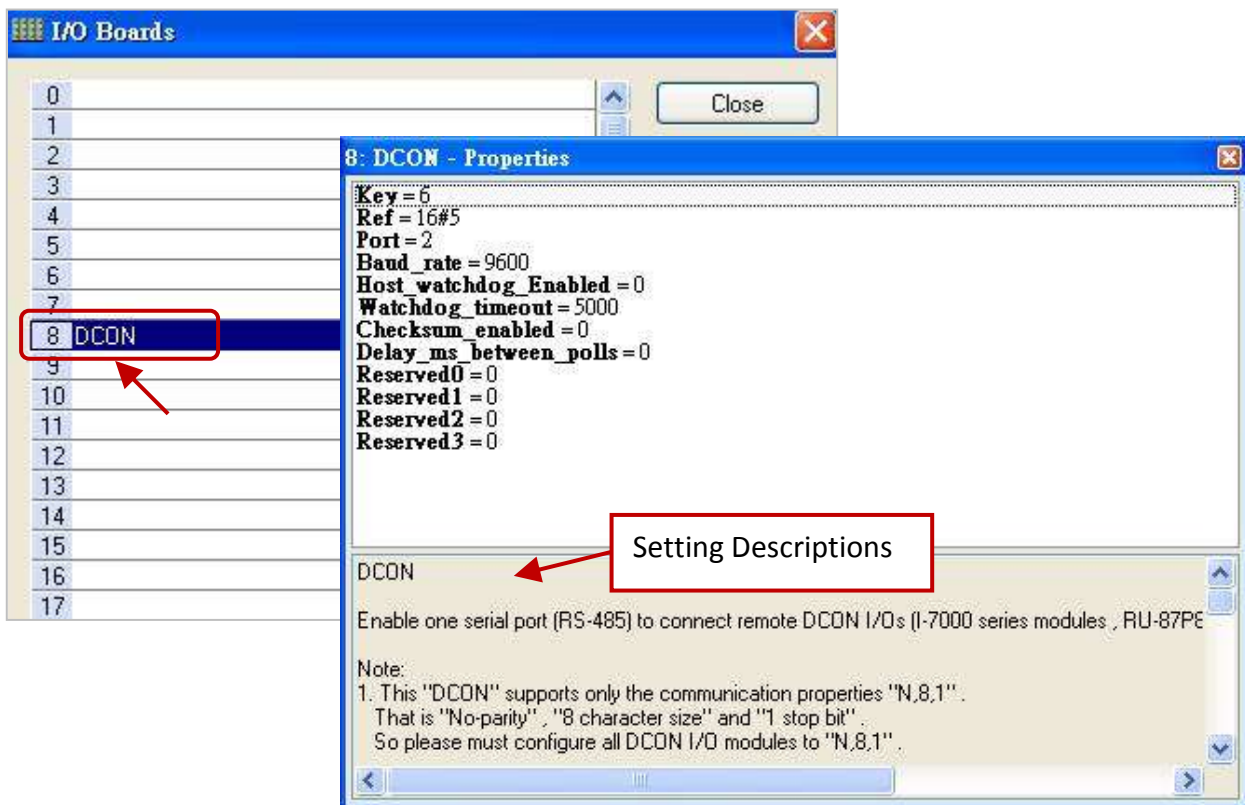 I/O Boards
0
Close
1
2
8: DCON - Properties
3
Key = 6
4
Ref = 16#5
5
Port = 2
6
Baud_rate = 9600
7
Host_watchdog_Enabled = 0
Watchdog_timeout = 5000
8 DCON
Checksum_enabled = 0
9
Delay_ms_between_polls = 0
10
Reserved0 = 0
11
Reserved1 = 0
12
Reserved2 = 0
13
Reserved3 = 0
14
15
16
17
Setting Descriptions
DCON
Enable one serial port (RS-485) to connect remote DCON I/Os (I-7000 series modules , RU-87P8
Note:
1. This "DCON" supports only the communication properties "N,8,1" .
That is "No-parity" , "8 character size" and "1 stop bit" .
So please must configure all DCON I/O modules to "N,8,1" .